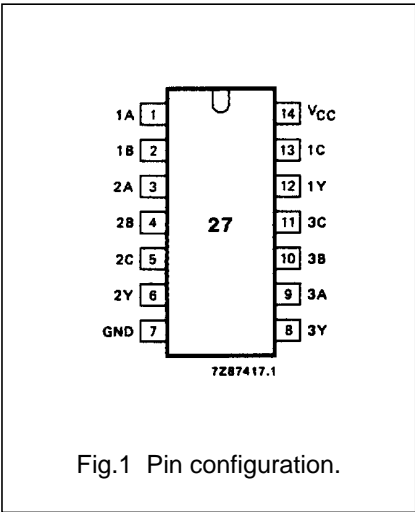 1A 1 14 VCC
1B 2 13 1C
2A 3 12 1Y
2B 4 27 11 3C
2C 5 10 3B
2Y 6 9 3A
GND 7 8 3Y
7Z87417.1
Fig.1 Pin configuration.